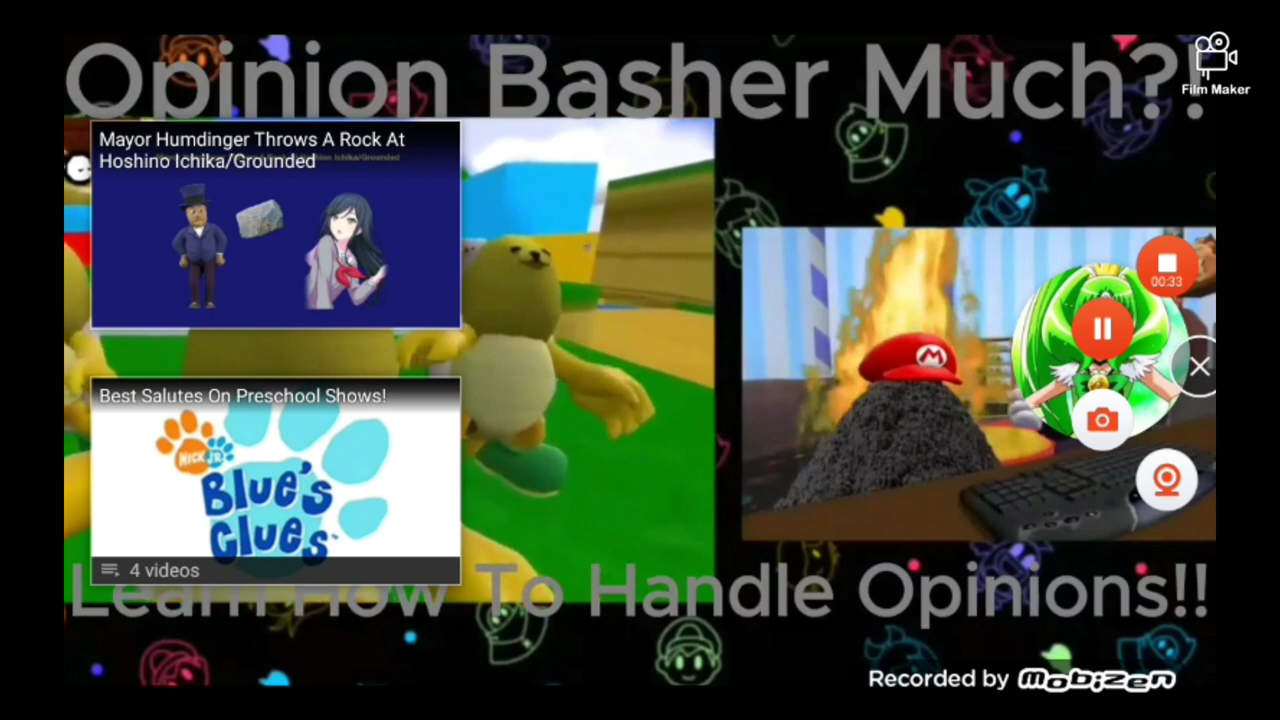 Opinion Basher Much?!
Film Maker
Mayor Humdinger Throws A Rock At
Hoshino Ichika/Grounded
00:33
M
Best Salutes On Preschool Shows!
NICK JR
Blue's
Clues
4 videos
Learn How To Handle Opinions!!
Recorded by mobizen